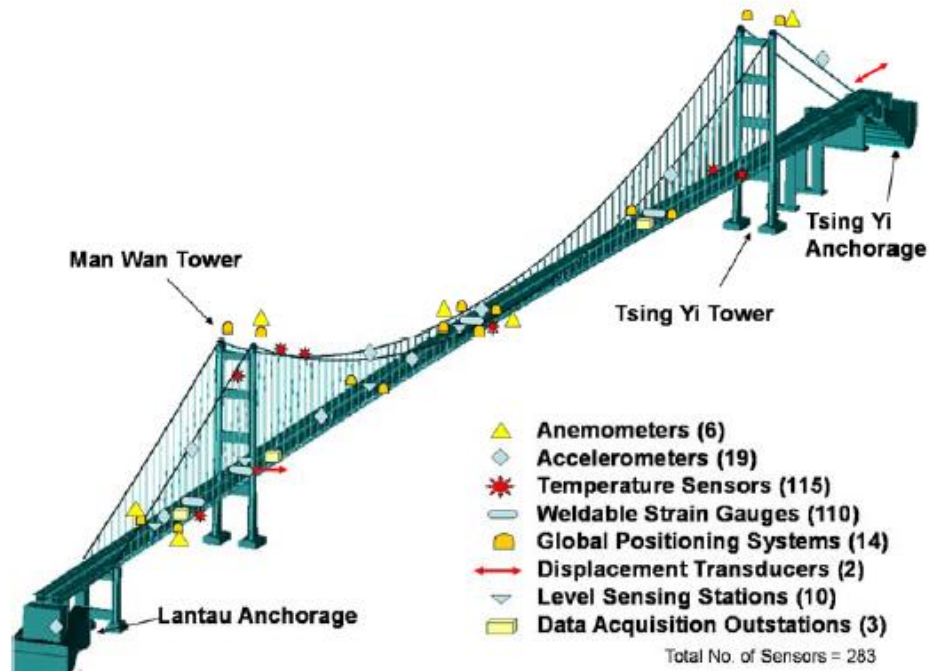 Tsing Yi
Anchorage
Man Wan Tower
Tsing Yi Tower
Anemometers (6)
Accelerometers (19)
Temperature Sensors (115)
Weldable Strain Gauges (110)
Global Positioning Systems (14)
Displacement Transducers (2)
Lantau Anchorage
Level Sensing Stations (10)
Data Acquisition Outstations (3)
Total No. of Sensors = 283